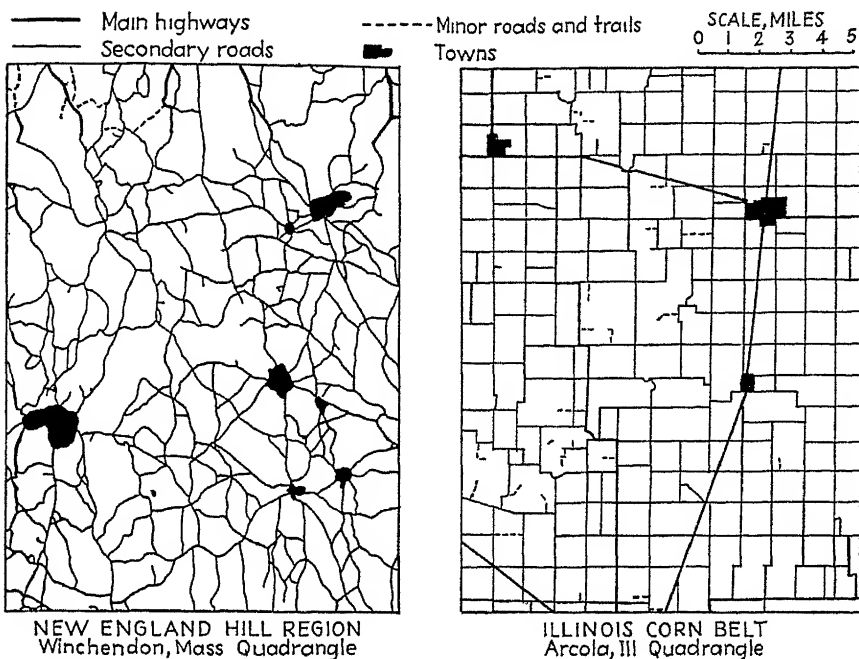 Main highways
Secondary roads
Minor roads and trails
Towns
SCALE, MILES
0 1 2 3 4 5
NEW ENGLAND HILL REGION
Winchendon, Mass Quadrangle
ILLINOIS CORN BELT
Arcola, Ill Quadrangle